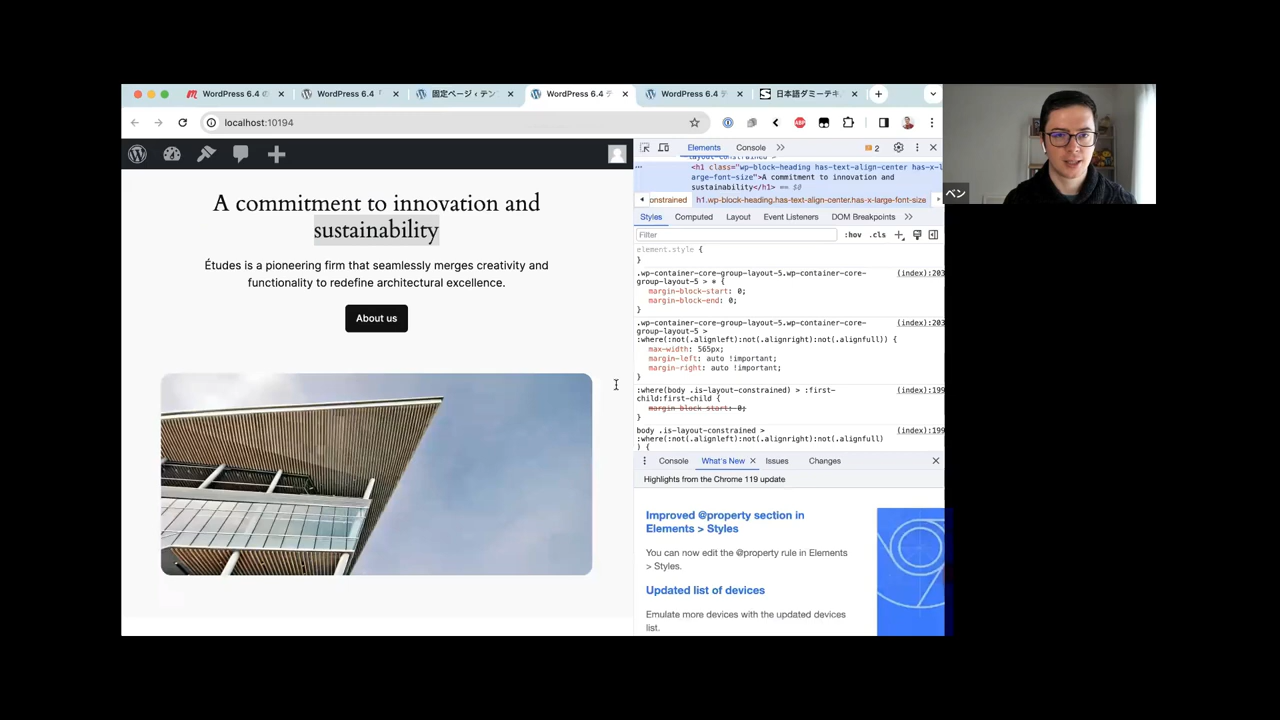 WordPress 6.4 の
WordPress 6.4 「
固定ページ ‹ テン
WordPress 6.4 テ
WordPress 6.4 テ
日本語ダミーテキ
localhost:10194
Elements
Console
2
layout-constrained >
<h1 class="wp-block-heading has-text-align-center has-x-l
arge-font-size">A commitment to innovation and
sustainability</h1> == $0
onstrained
h1.wp-block-heading.has-text-align-center.has-x-large-font-size
Styles
Computed
Layout
Event Listeners
DOM Breakpoints
Filter
:hov
.cls
element.style {
}
.wp-container-core-group-layout-5.wp-container-core-
(index):203
group-layout-5 > * {
margin-block-start: 0;
margin-block-end: 0;
}
.wp-container-core-group-layout-5.wp-container-core-
(index):203
group-layout-5 >
:where(:not(.alignleft):not(.alignright):not(.alignfull)) {
max-width: 565px;
margin-left: auto !important;
margin-right: auto !important;
}
:where(body .is-layout-constrained) > :first-
(index):199
child:first-child {
margin-block-start: 0;
}
body .is-layout-constrained >
(index):199
:where(:not(.alignleft):not(.alignright):not(.alignfull)
) {
Console
What's New
Issues
Changes
Highlights from the Chrome 119 update
Improved @property section in
Elements > Styles
You can now edit the @property rule in Elements
> Styles.
Updated list of devices
Emulate more devices with the updated devices
list.
A commitment to innovation and
sustainability
Études is a pioneering firm that seamlessly merges creativity and
functionality to redefine architectural excellence.
About us
ベン